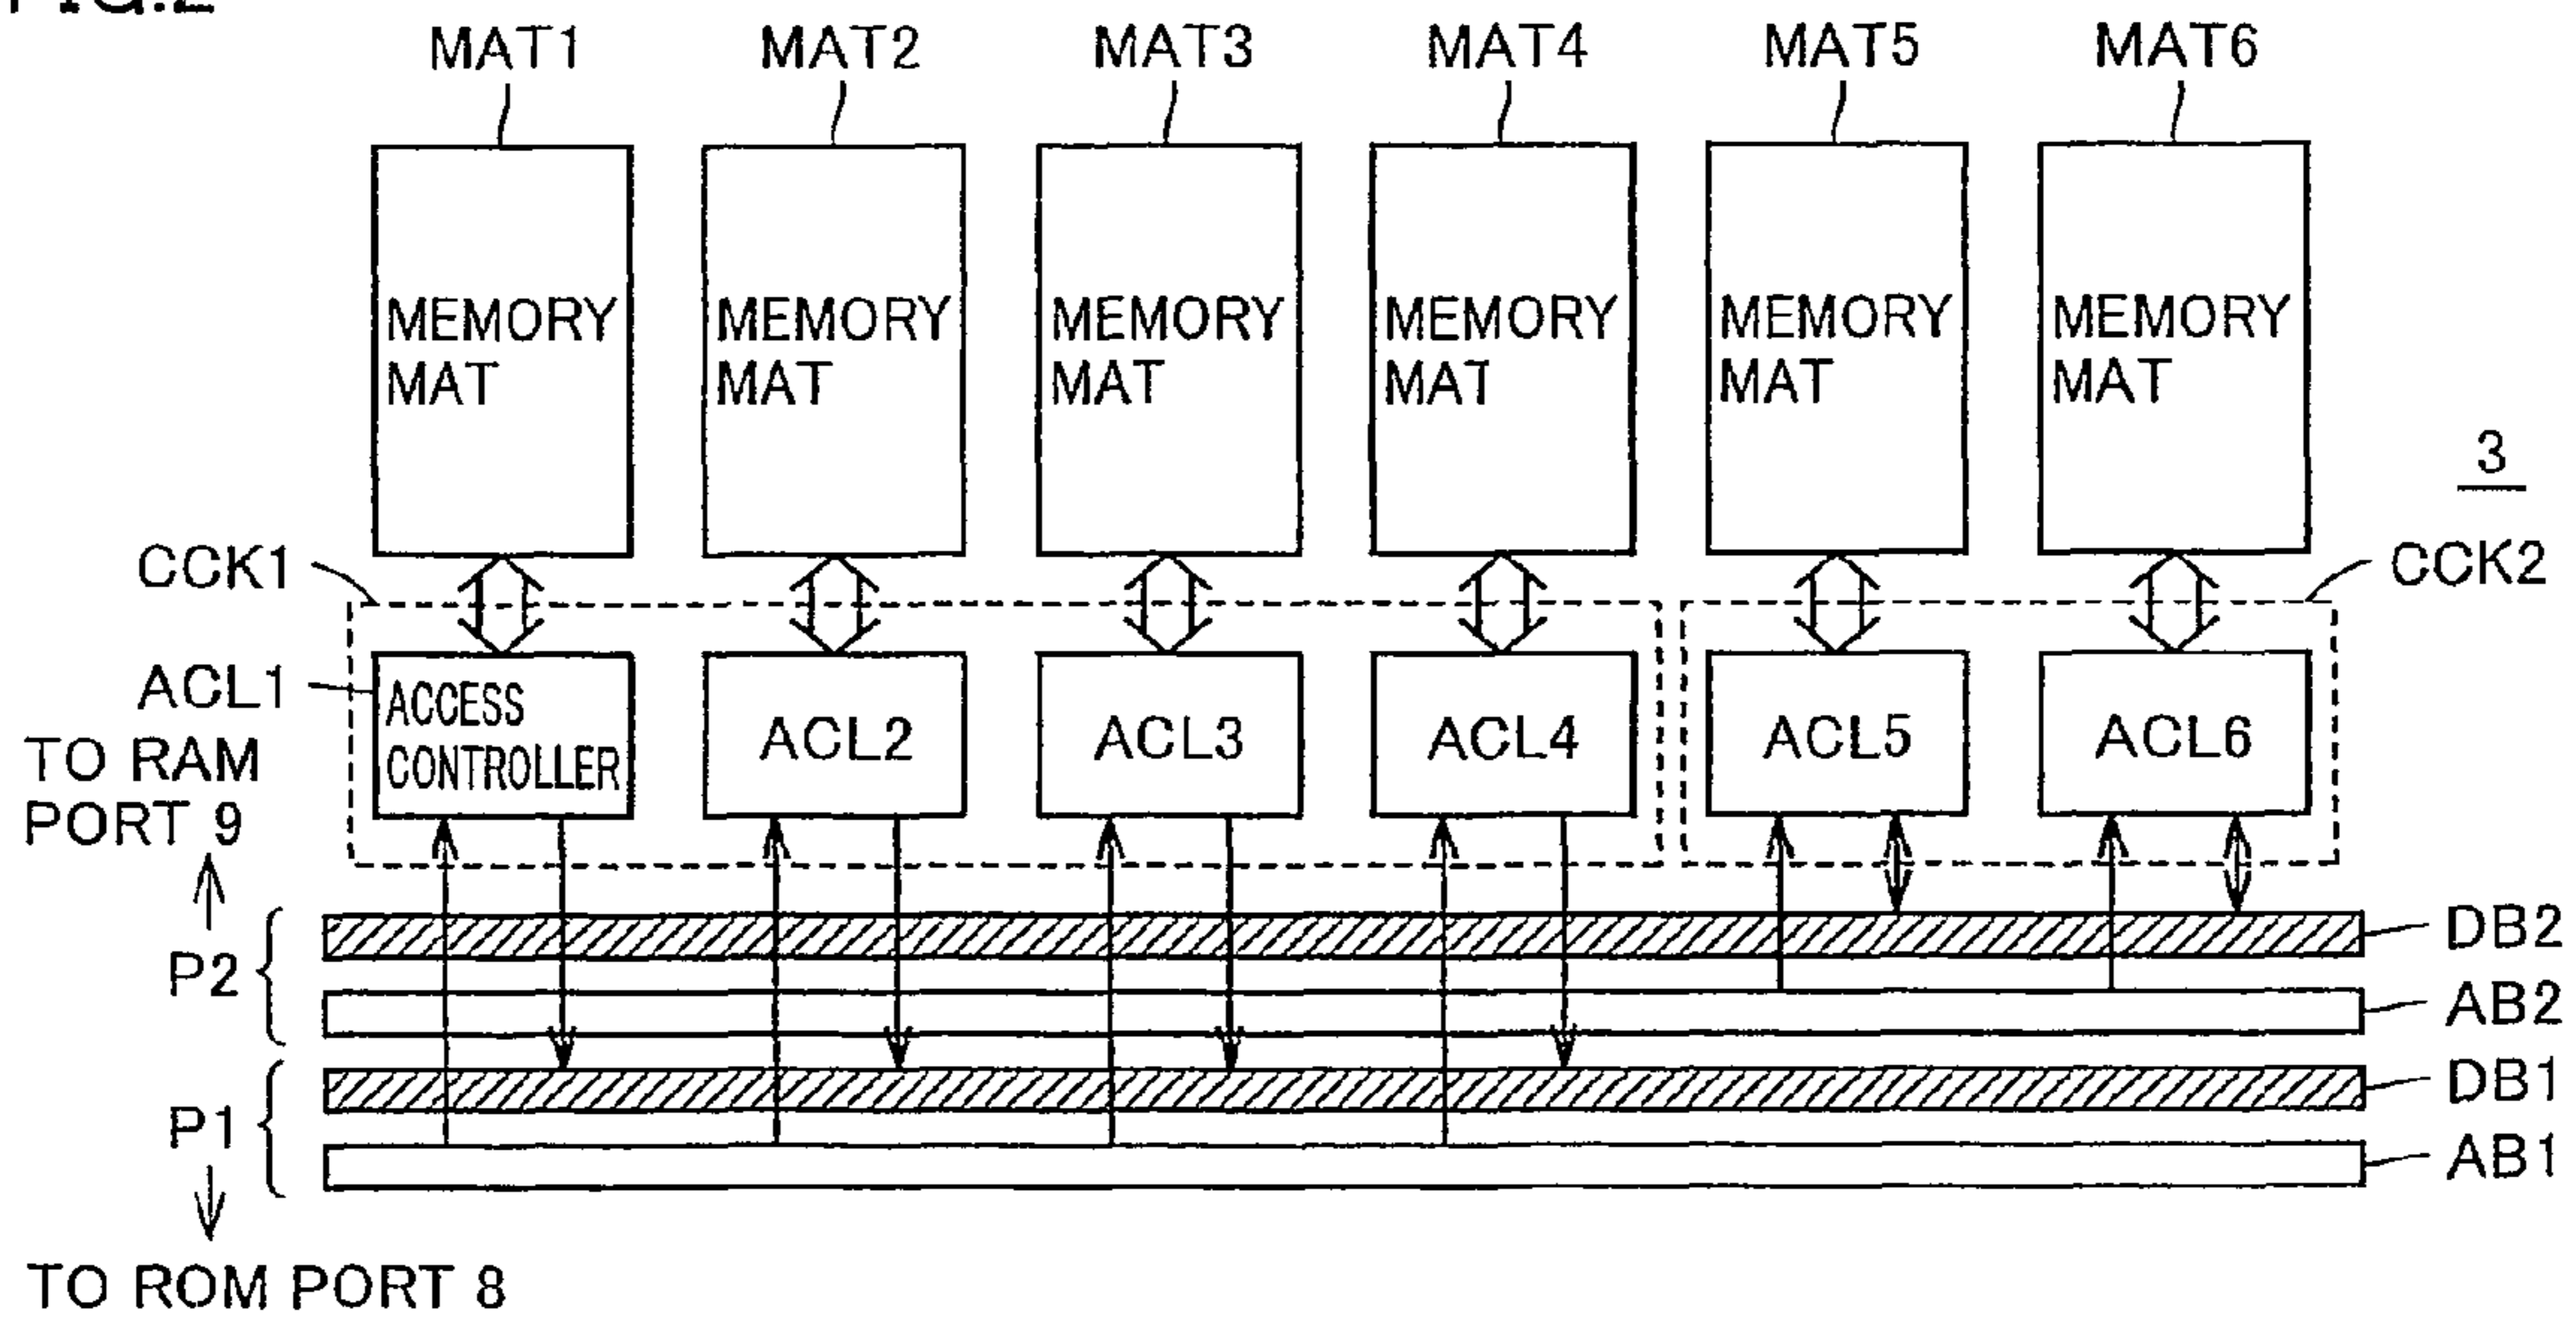 FIG.2
MAT1 MAT2 MAT3 MAT4 MAT5 MAT6
MEMORY MAT
MEMORY MAT
MEMORY MAT
MEMORY MAT
MEMORY MAT
MEMORY MAT
3
CCK1
CCK2
ACL1
ACCESS
CONTROLLER
ACL2
ACL3
ACL4
ACL5
ACL6
TO RAM
PORT 9
P2
DB2
AB2
P1
DB1
AB1
TO ROM PORT 8